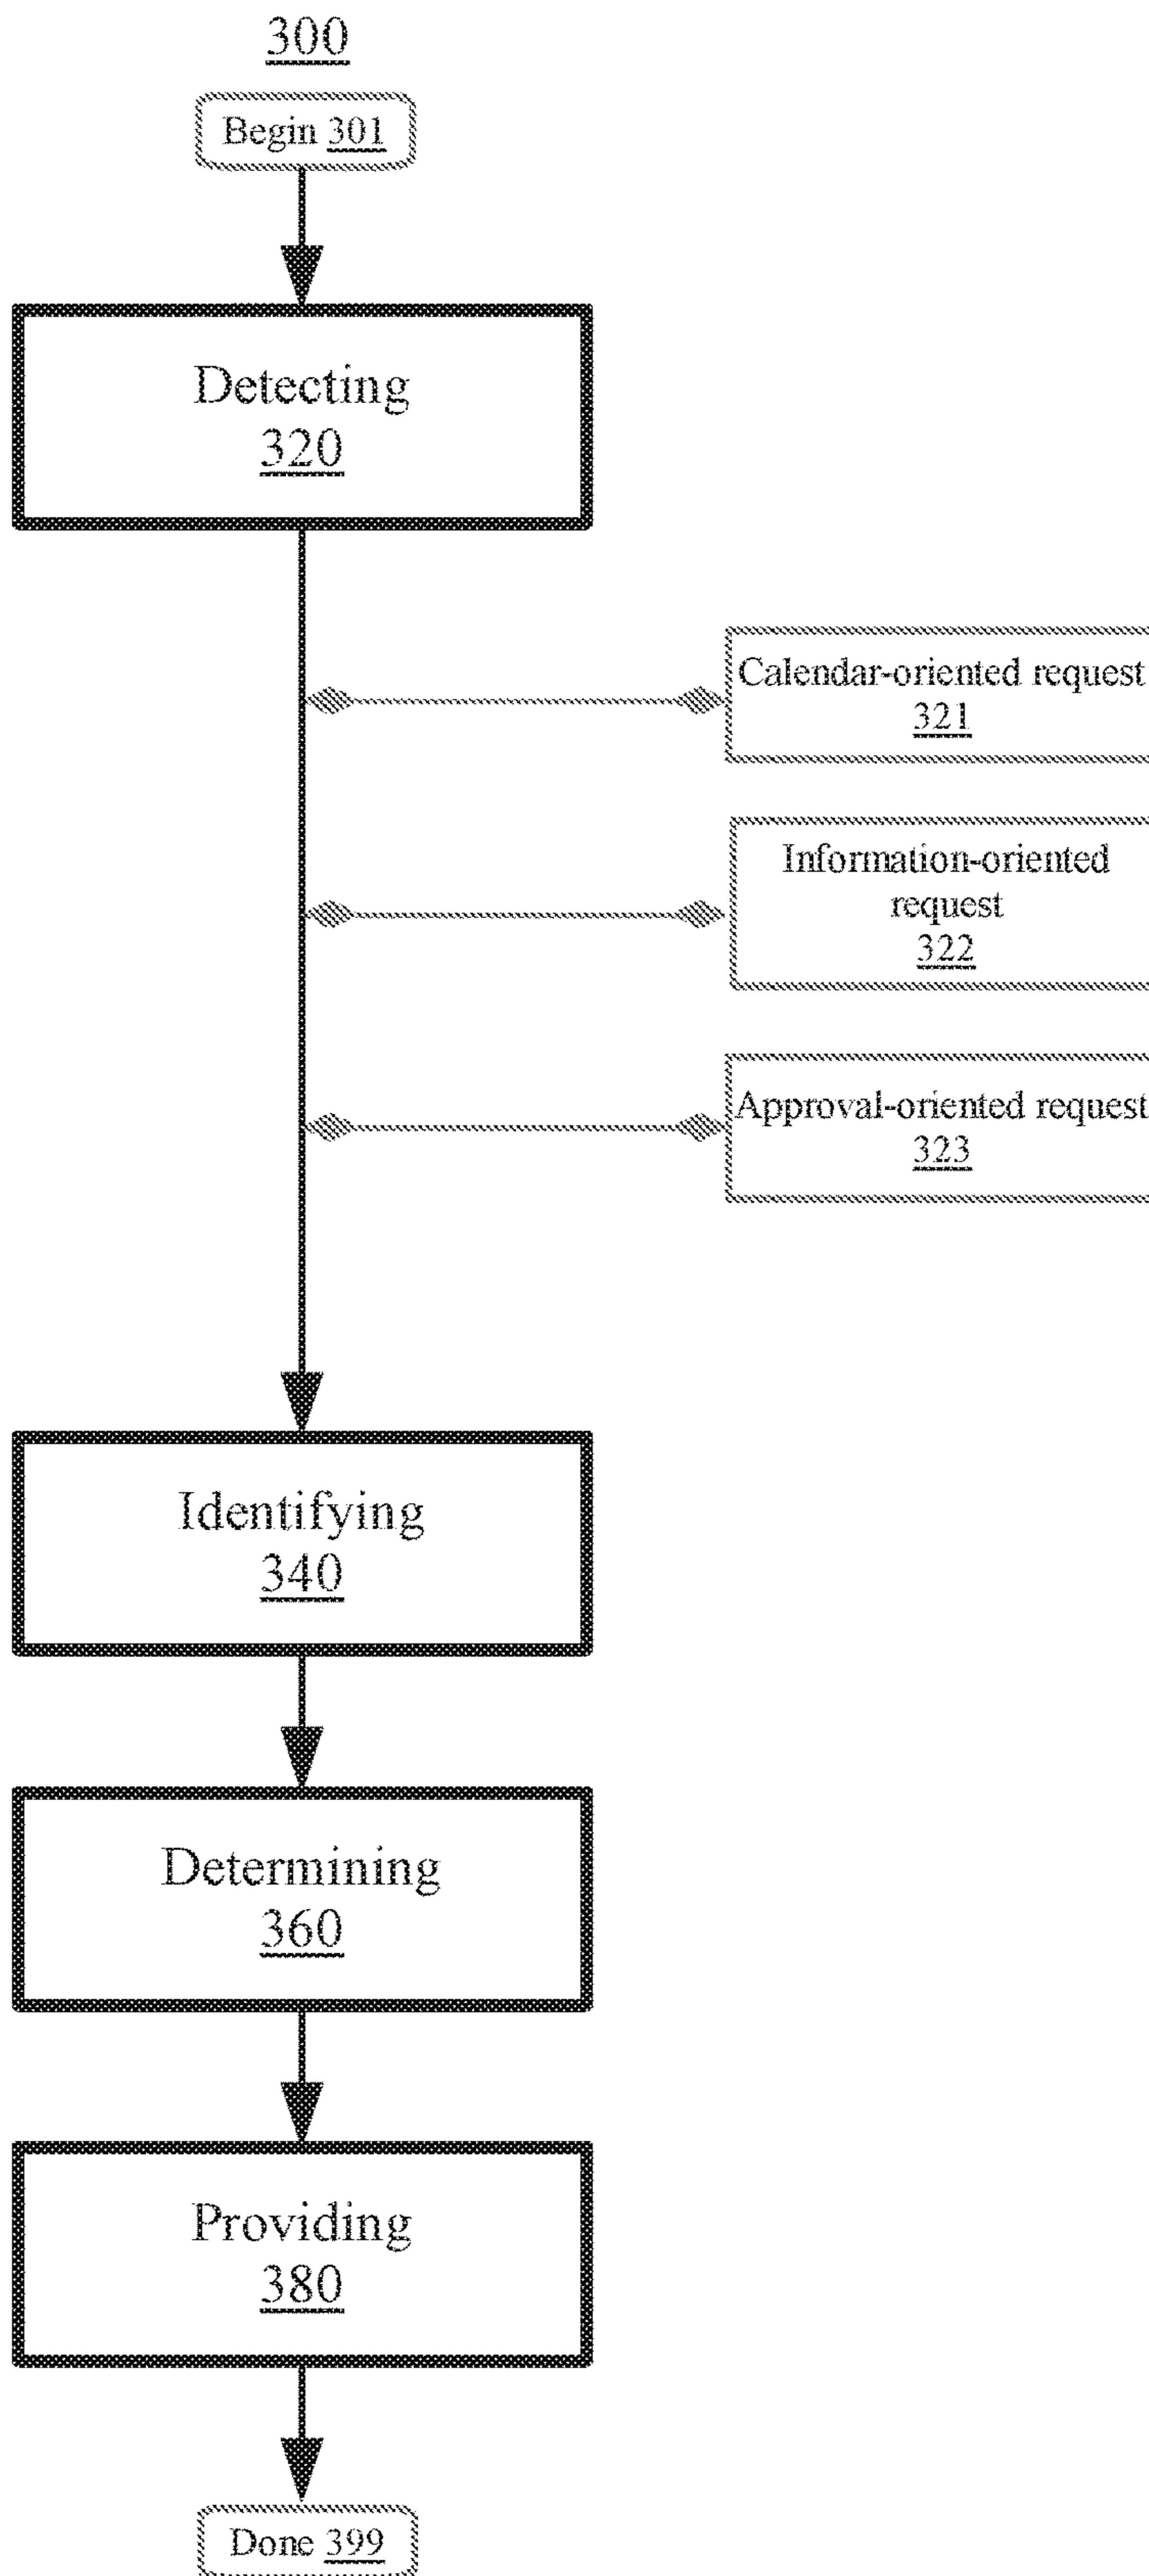 300
Begin 301
Detecting
320
Calendar-oriented request
321
Information-oriented
request
322
Approval-oriented request
323
Identifying
340
Determining
360
Providing
380
Done 399